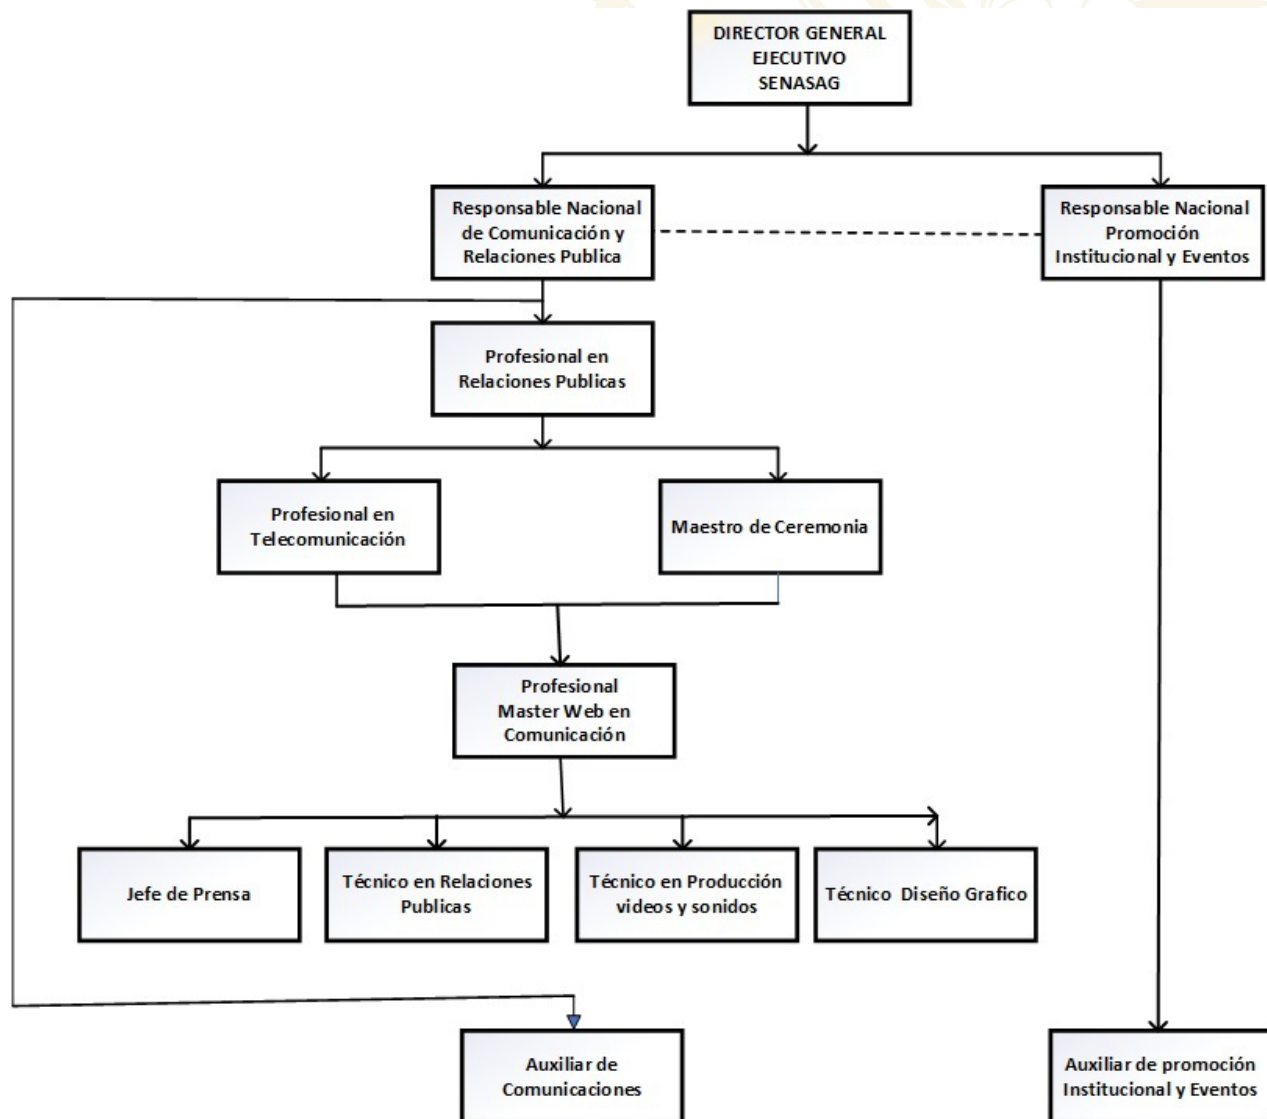 DIRECTOR GENERAL
EJECUTIVO
SENASAG
Responsable Nacional
de Comunicación y
Relaciones Publica
Responsable Nacional
Promoción
Institucional y Eventos
Profesional en
Relaciones Publicas
Profesional en
Telecomunicación
Maestro de Ceremonia
Profesional
Master Web en
Comunicación
Jefe de Prensa
Técnico en Relaciones
Publicas
Técnico en Producción
videos y sonidos
Técnico Diseño Grafico
Auxiliar de
Comunicaciones
Auxiliar de promoción
Institucional y Eventos